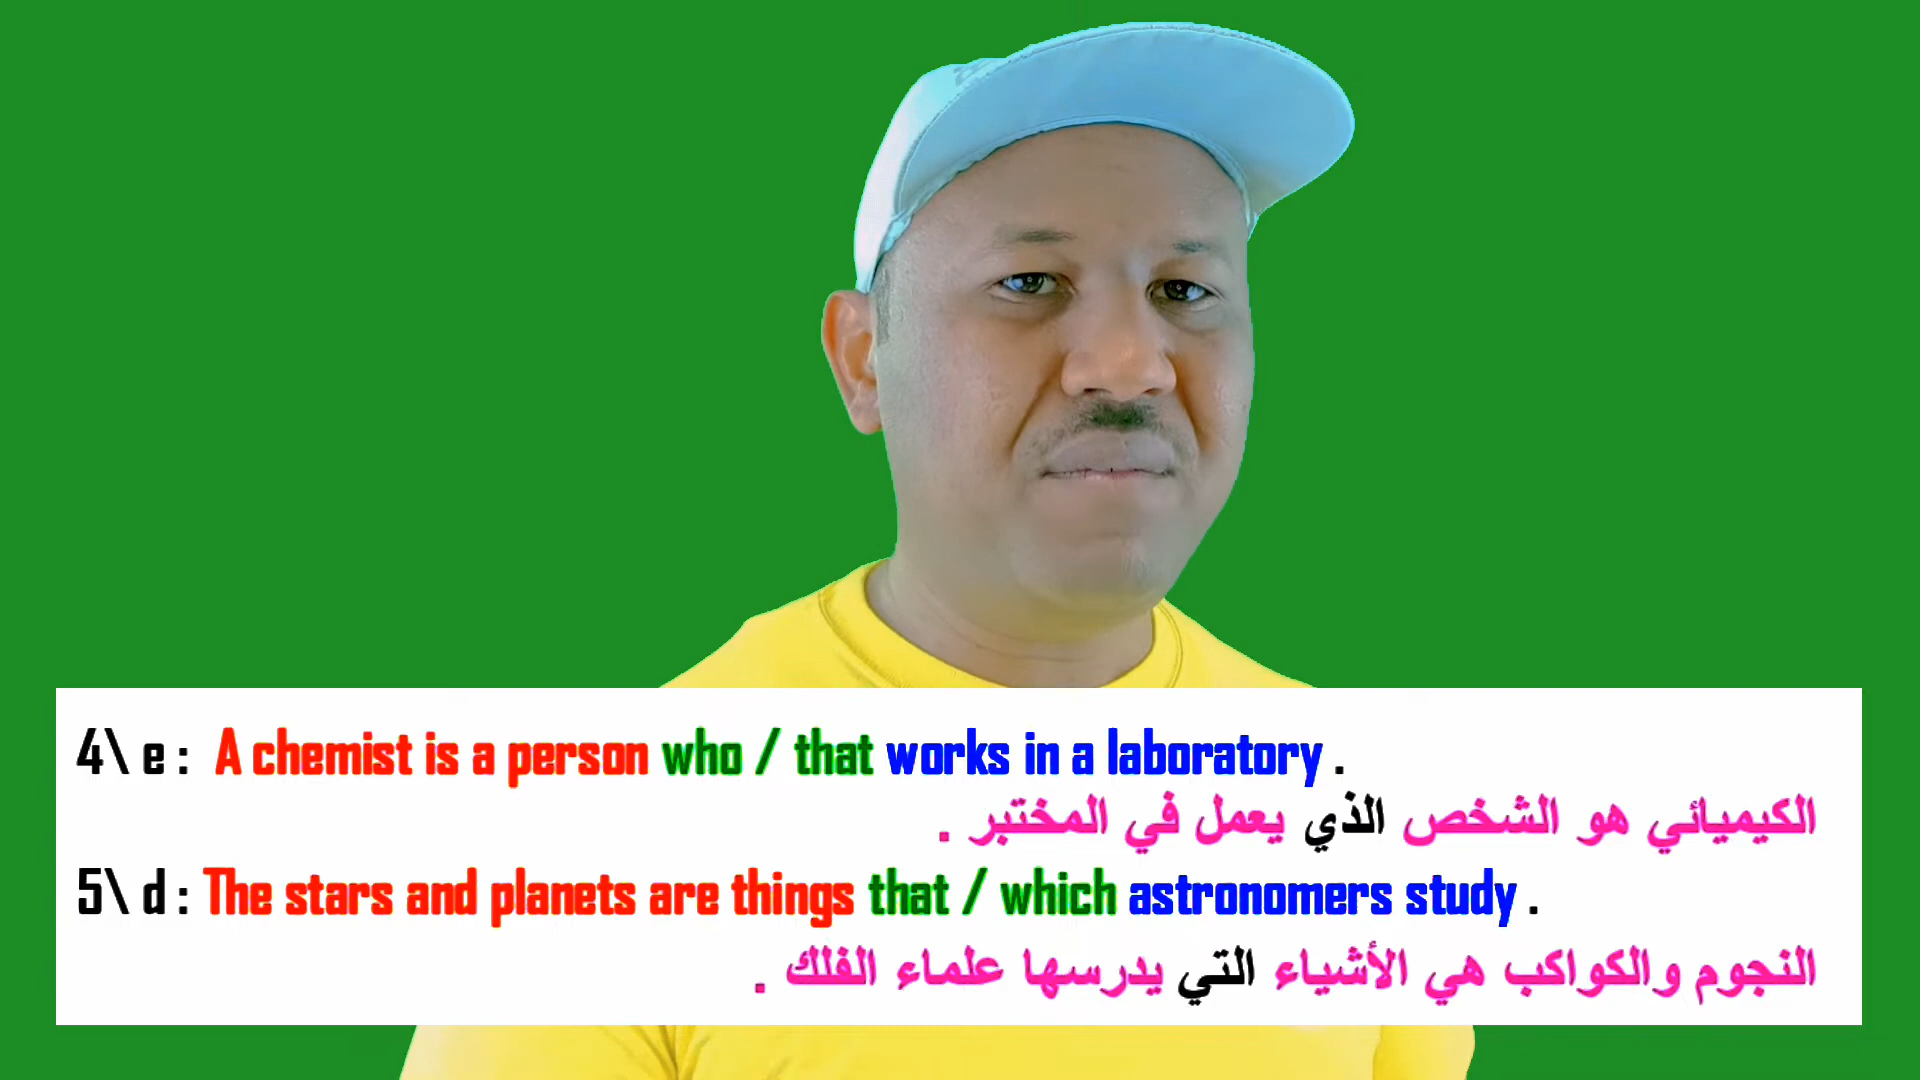 4\ e : A chemist is a person who / that works in a laboratory .
الكيميائي هو الشخص الذي يعمل في المختبر .
5\ d : The stars and planets are things that / which astronomers study .
النجوم والكواكب هي الأشياء التي يدرسها علماء الفلك .